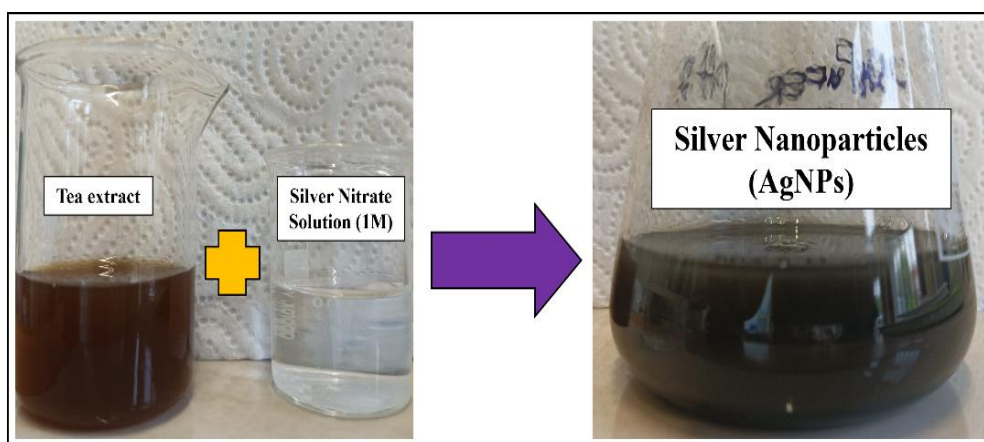 Tea extract
Silver Nitrate
Solution (1M)
Silver Nanoparticles
(AgNPs)